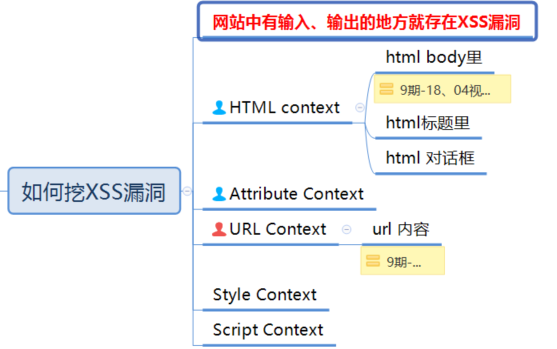 网站中有输入、输出的地方就存在XSS漏洞
html body里
9期-18、04视...
HTML context
html标题里
html 对话框
如何挖XSS漏洞
Attribute Context
URL Context
url 内容
9期-...
Style Context
Script Context